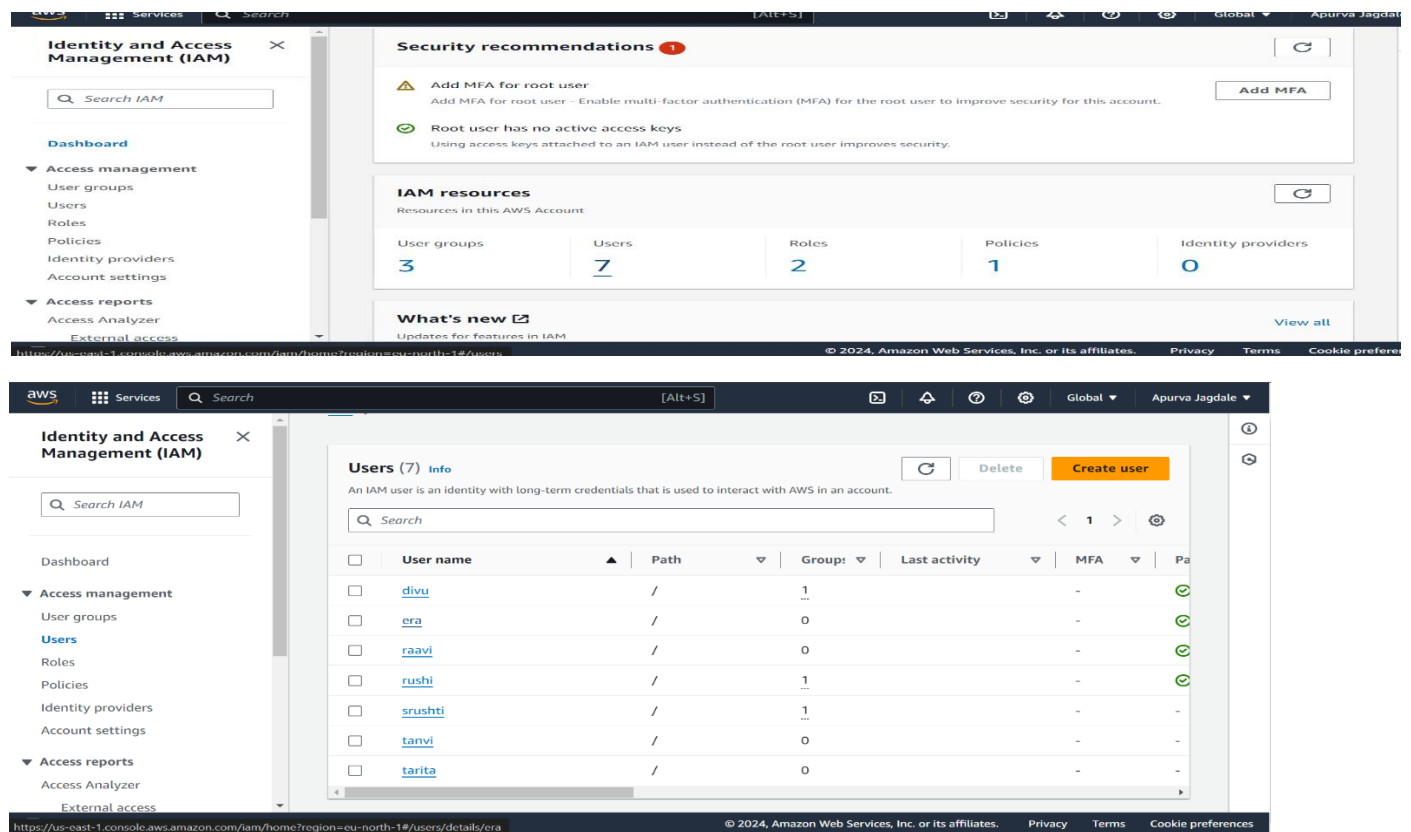 aws Services Search [Alt+S] Global Apurva Jagdale
Identity and Access
Management (IAM)
Search IAM
Dashboard
Access management
User groups
Users
Roles
Policies
Identity providers
Account settings
Access reports
Access Analyzer
External access
Security recommendations 1
Add MFA for root user
Add MFA for root user - Enable multi-factor authentication (MFA) for the root user to improve security for this account.
Add MFA
Root user has no active access keys
Using access keys attached to an IAM user instead of the root user improves security.
IAM resources
Resources in this AWS Account
User groups Users Roles Policies Identity providers
3 7 2 1 0
What's new View all
Updates for features in IAM
https://us-east-1.console.aws.amazon.com/iam/home?region=eu-north-1#/users © 2024, Amazon Web Services, Inc. or its affiliates. Privacy Terms Cookie preferen
aws Services Search [Alt+S] Global Apurva Jagdale
Identity and Access
Management (IAM)
Search IAM
Dashboard
Access management
User groups
Users
Roles
Policies
Identity providers
Account settings
Access reports
Access Analyzer
External access
Users (7) Info Delete Create user
An IAM user is an identity with long-term credentials that is used to interact with AWS in an account.
Search < 1 >
User name Path Groups Last activity MFA Pa
divu / 1 -
era / 0 -
raavi / 0 -
rushi / 1 -
srushti / 1 - -
tanvi / 0 - -
tarita / 0 - -
https://us-east-1.console.aws.amazon.com/iam/home?region=eu-north-1#/users/details/era © 2024, Amazon Web Services, Inc. or its affiliates. Privacy Terms Cookie preferences